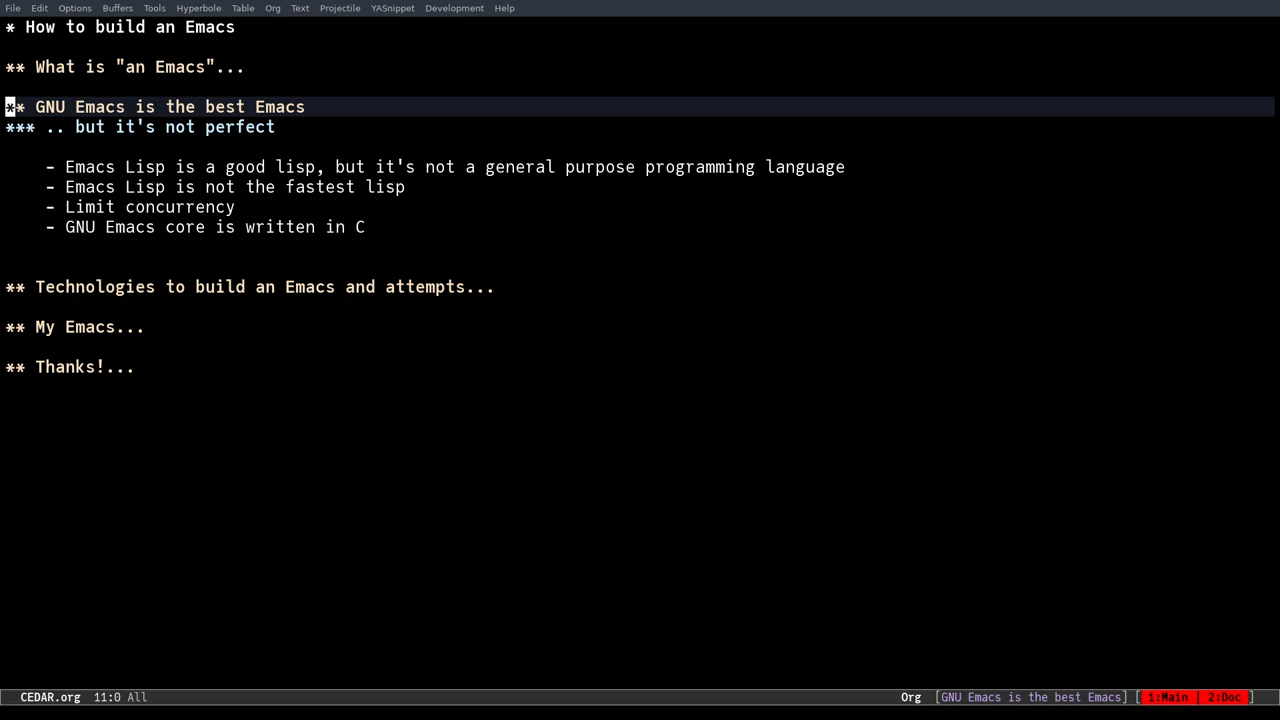 File Edit Options Buffers Tools Hyperbole Table Org Text Projectile YASnippet Development Help
* How to build an Emacs
** What is "an Emacs"...
** GNU Emacs is the best Emacs
*** .. but it's not perfect
- Emacs Lisp is a good lisp, but it's not a general purpose programming language
- Emacs Lisp is not the fastest lisp
- Limit concurrency
- GNU Emacs core is written in C
** Technologies to build an Emacs and attempts...
** My Emacs...
** Thanks!...
CEDAR.org 11:0 All Org [GNU Emacs is the best Emacs] [ 1:Main | 2:Doc ]